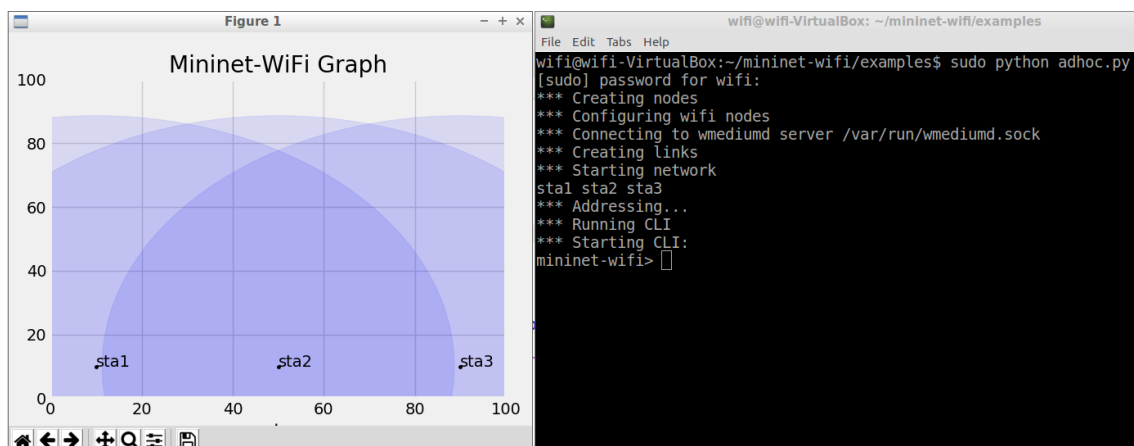 Figure 1
Mininet-WiFi Graph
100
80
60
40
20
0
sta1 sta2 sta3
0 20 40 60 80 100
wifi@wifi-VirtualBox: ~/mininet-wifi/examples
File Edit Tabs Help
wifi@wifi-VirtualBox:~/mininet-wifi/examples$ sudo python adhoc.py
[sudo] password for wifi:
*** Creating nodes
*** Configuring wifi nodes
*** Connecting to wmediumd server /var/run/wmediumd.sock
*** Creating links
*** Starting network
sta1 sta2 sta3
*** Addressing...
*** Running CLI
*** Starting CLI:
mininet-wifi>